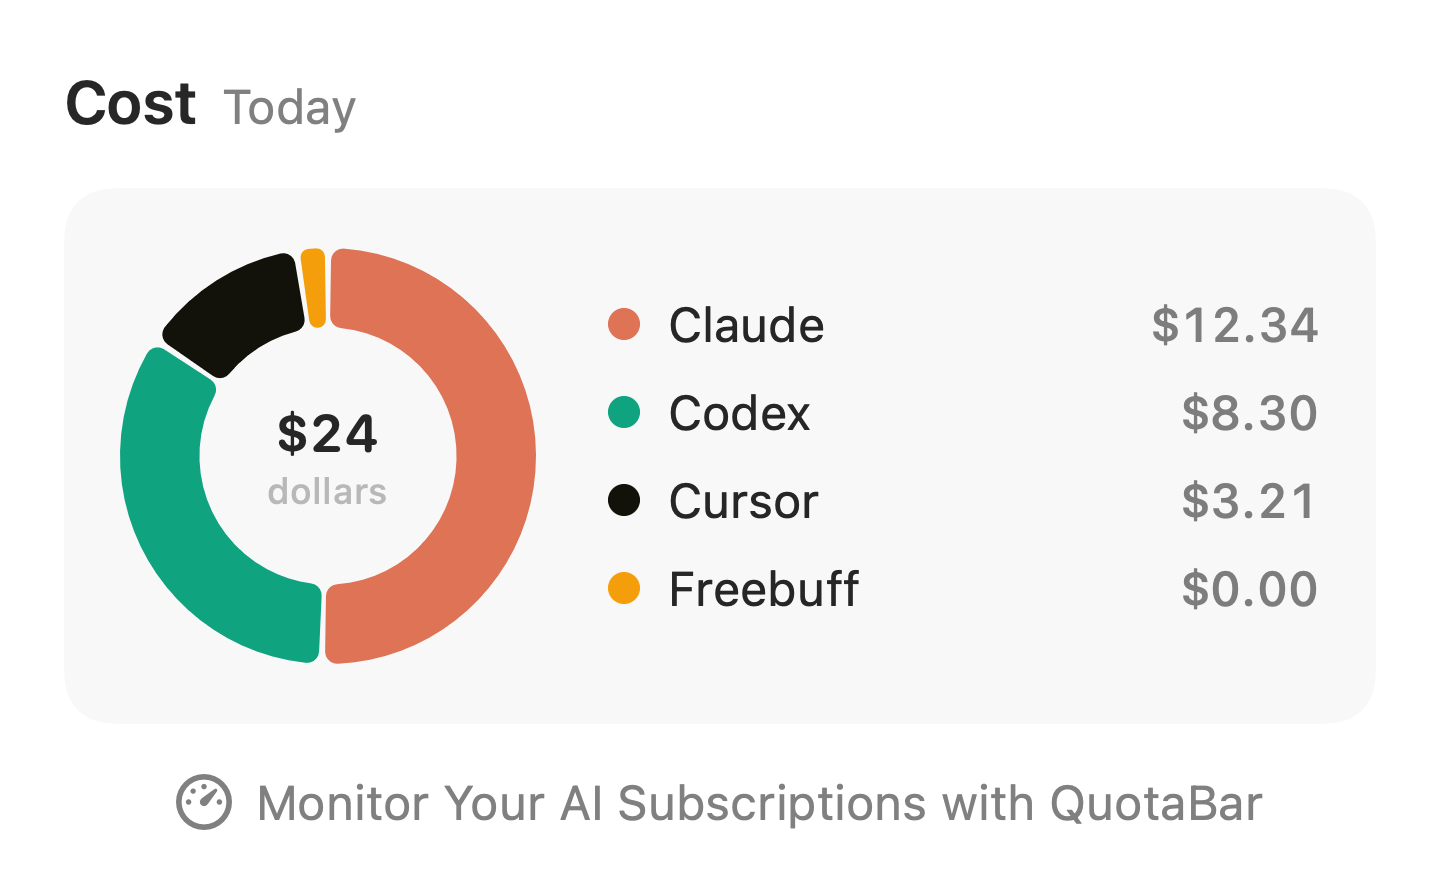 Cost Today
$24
dollars
Claude $12.34
Codex $8.30
Cursor $3.21
Freebuff $0.00
Monitor Your AI Subscriptions with QuotaBar